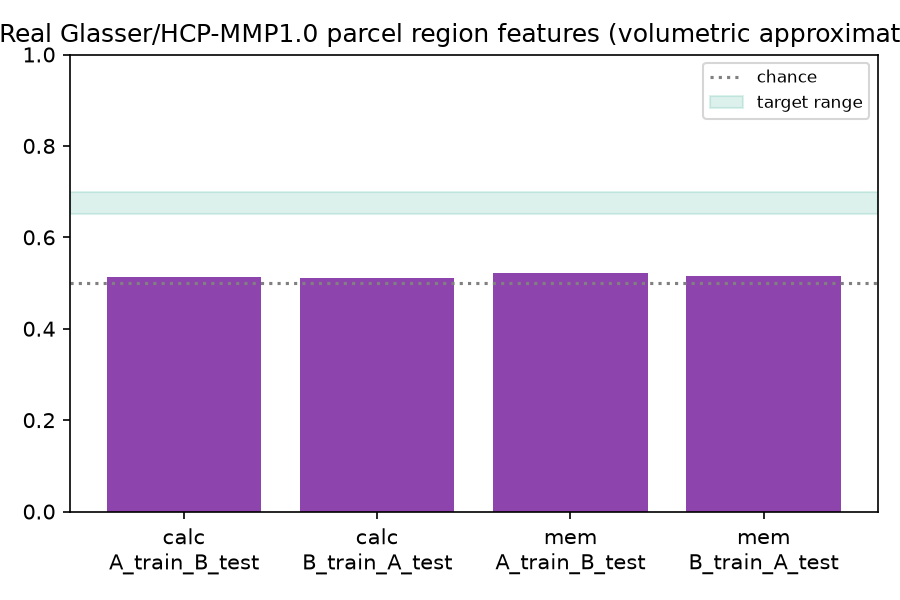 Real Glasser/HCP-MMP1.0 parcel region features (volumetric approximat
1.0
chance
target range
0.8
0.6
0.4
0.2
0.0
calc
A_train_B_test
calc
B_train_A_test
mem
A_train_B_test
mem
B_train_A_test